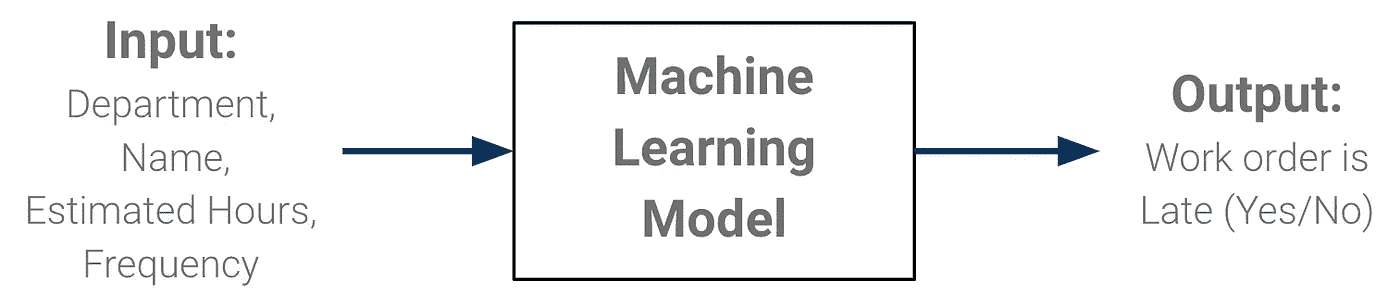 Input:
Department,
Name,
Estimated Hours,
Frequency
Machine
Learning
Model
Output:
Work order is
Late (Yes/No)